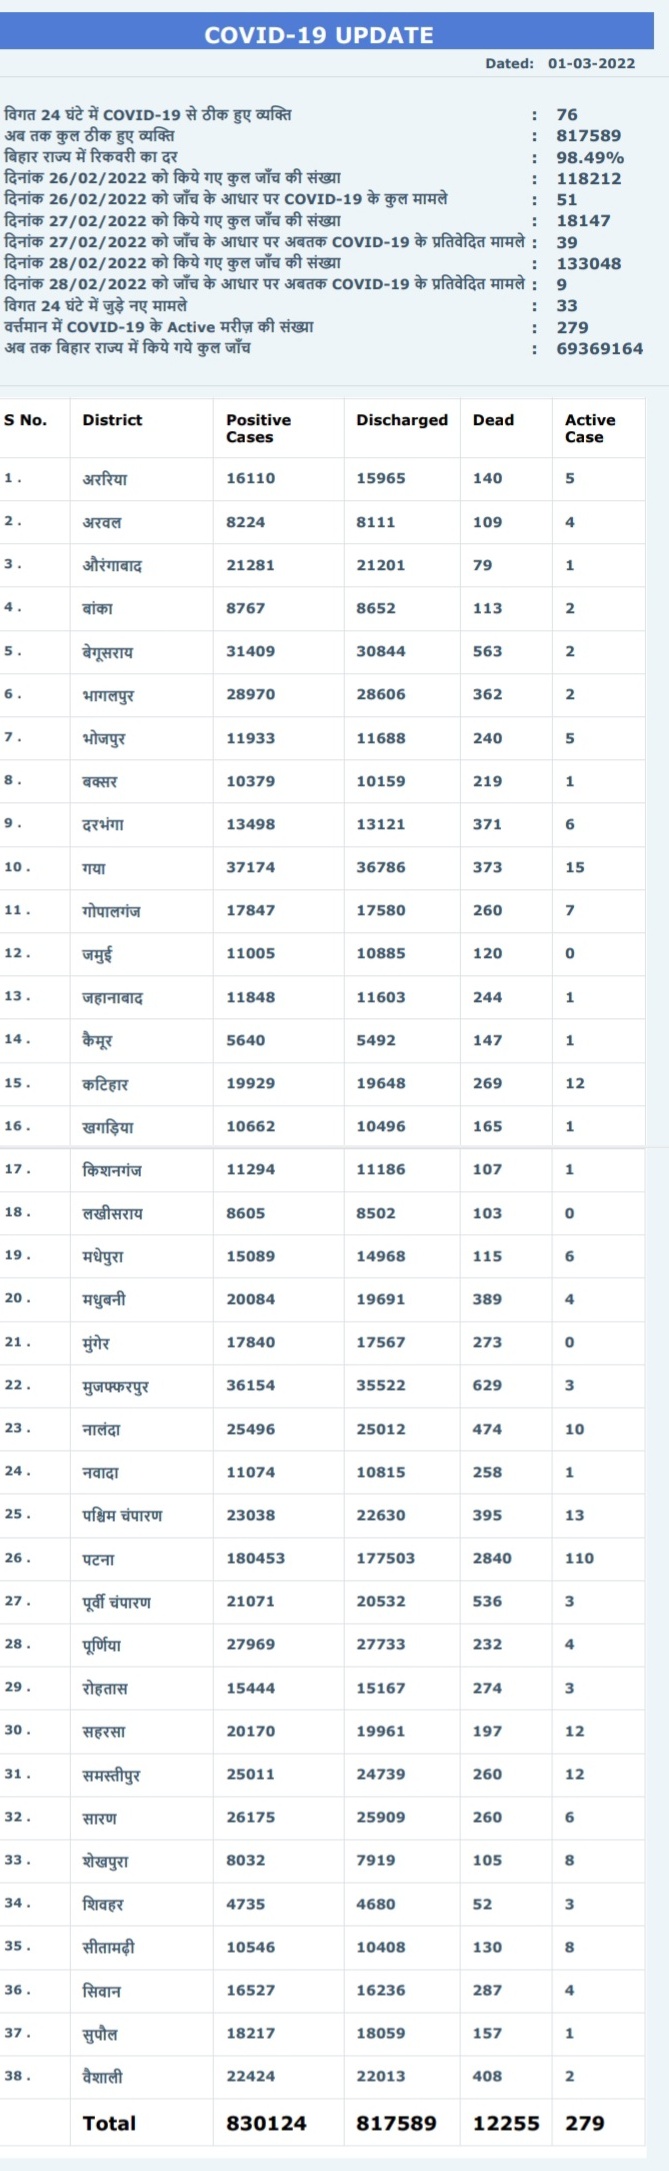 COVID-19 UPDATE
Dated: 01-03-2022
विगत 24 घंटे में COVID-19 से ठीक हुए व्यक्ति : 76
अब तक कुल ठीक हुए व्यक्ति : 817589
बिहार राज्य में रिकवरी का दर : 98.49%
दिनांक 26/02/2022 को किये गए कुल जाँच की संख्या : 118212
दिनांक 26/02/2022 को जाँच के आधार पर COVID-19 के कुल मामले : 51
दिनांक 27/02/2022 को किये गए कुल जाँच की संख्या : 18147
दिनांक 27/02/2022 को जाँच के आधार पर अबतक COVID-19 के प्रतिवेदित मामले : 39
दिनांक 28/02/2022 को किये गए कुल जाँच की संख्या : 133048
दिनांक 28/02/2022 को जाँच के आधार पर अबतक COVID-19 के प्रतिवेदित मामले : 9
विगत 24 घंटे में जुड़े नए मामले : 33
वर्त्तमान में COVID-19 के Active मरीज़ की संख्या : 279
अब तक बिहार राज्य में किये गये कुल जाँच : 69369164
S No. District Positive Cases Discharged Dead Active Case
1. अररिया 16110 15965 140 5
2. अरवल 8224 8111 109 4
3. औरंगाबाद 21281 21201 79 1
4. बांका 8767 8652 113 2
5. बेगूसराय 31409 30844 563 2
6. भागलपुर 28970 28606 362 2
7. भोजपुर 11933 11688 240 5
8. बक्सर 10379 10159 219 1
9. दरभंगा 13498 13121 371 6
10. गया 37174 36786 373 15
11. गोपालगंज 17847 17580 260 7
12. जमुई 11005 10885 120 0
13. जहानाबाद 11848 11603 244 1
14. कैमूर 5640 5492 147 1
15. कटिहार 19929 19648 269 12
16. खगड़िया 10662 10496 165 1
17. किशनगंज 11294 11186 107 1
18. लखीसराय 8605 8502 103 0
19. मधेपुरा 15089 14968 115 6
20. मधुबनी 20084 19691 389 4
21. मुंगेर 17840 17567 273 0
22. मुजफ्फरपुर 36154 35522 629 3
23. नालंदा 25496 25012 474 10
24. नवादा 11074 10815 258 1
25. पश्चिम चंपारण 23038 22630 395 13
26. पटना 180453 177503 2840 110
27. पूर्वी चंपारण 21071 20532 536 3
28. पूर्णिया 27969 27733 232 4
29. रोहतास 15444 15167 274 3
30. सहरसा 20170 19961 197 12
31. समस्तीपुर 25011 24739 260 12
32. सारण 26175 25909 260 6
33. शेखपुरा 8032 7919 105 8
34. शिवहर 4735 4680 52 3
35. सीतामढ़ी 10546 10408 130 8
36. सिवान 16527 16236 287 4
37. सुपौल 18217 18059 157 1
38. वैशाली 22424 22013 408 2
Total 830124 817589 12255 279